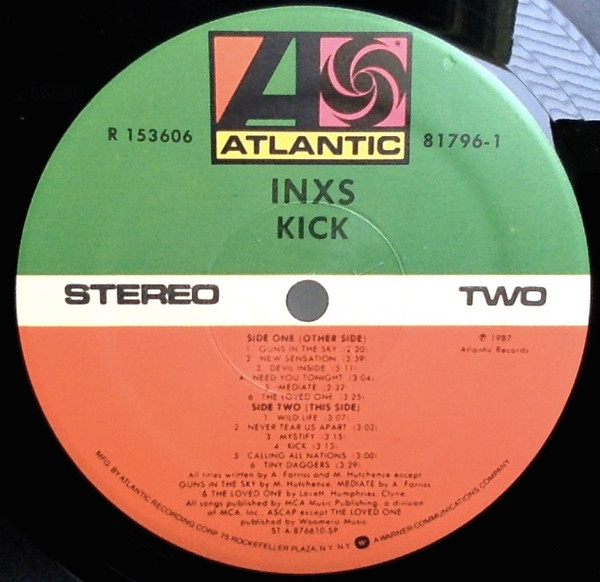 R 153606
ATLANTIC
81796-1
INXS
KICK
STEREO
TWO
SIDE ONE (OTHER SIDE)
1. GUNS IN THE SKY (2:20)
2. NEW SENSATION (3:39)
3. DEVIL INSIDE (5:11)
4. NEED YOU TONIGHT (3:04)
5. MEDIATE (2:32)
6. THE LOVED ONE (3:25)
SIDE TWO (THIS SIDE)
1. WILD LIFE (3:07)
2. NEVER TEAR US APART (3:02)
3. MYSTIFY (3:15)
4. KICK (3:13)
5. CALLING ALL NATIONS (3:00)
6. TINY DAGGERS (3:29)
℗ 1987
Atlantic Records
All titles written by A. Farriss and M. Hutchence except
GUNS IN THE SKY by M. Hutchence, MEDIATE by A. Farriss
& THE LOVED ONE by Lovett, Humphries, Clyne.
All songs published by MCA Music Publishing, a division
of MCA, Inc. ASCAP except THE LOVED ONE
published by Woomera Music
ST-A-876610-SP
MFG. BY ATLANTIC RECORDING CORP. 75 ROCKEFELLER PLAZA, N.Y. N.Y. W A WARNER COMMUNICATIONS COMPANY